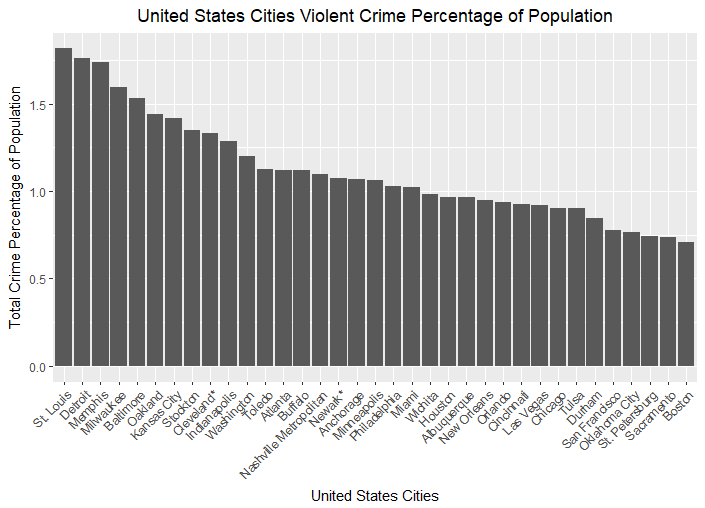 United States Cities Violent Crime Percentage of Population
Total Crime Percentage of Population
1.5
1.0
0.5
0.0
St. Louis
Detroit
Memphis
Milwaukee
Baltimore
Oakland
Kansas City
Stockton
Cleveland*
Indianapolis
Washington
Toledo
Atlanta
Buffalo
Nashville Metropolitan
Newark*
Anchorage
Minneapolis
Philadelphia
Miami
Wichita
Houston
Albuquerque
New Orleans
Orlando
Cincinnati
Las Vegas
Chicago
Tulsa
Durham
San Francisco
Oklahoma City
St. Petersburg
Sacramento
Boston
United States Cities